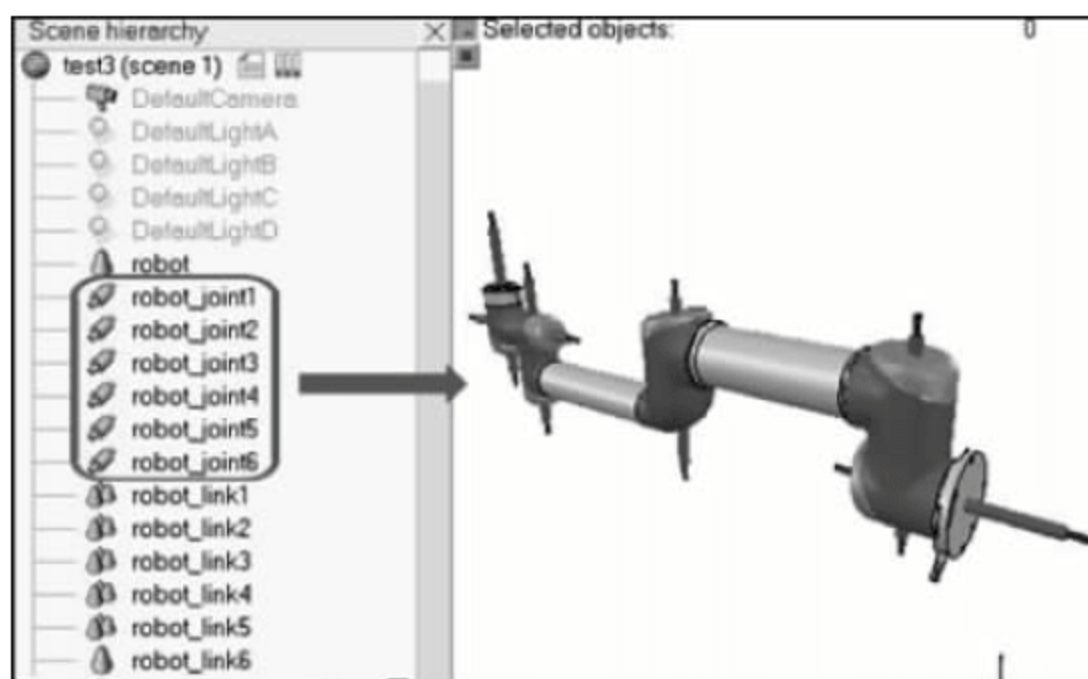 Scene hierarchy
Selected objects: 0
test3 (scene 1)
DefaultCamera
DefaultLightA
DefaultLightB
DefaultLightC
DefaultLightD
robot
robot_joint1
robot_joint2
robot_joint3
robot_joint4
robot_joint5
robot_joint6
robot_link1
robot_link2
robot_link3
robot_link4
robot_link5
robot_link6